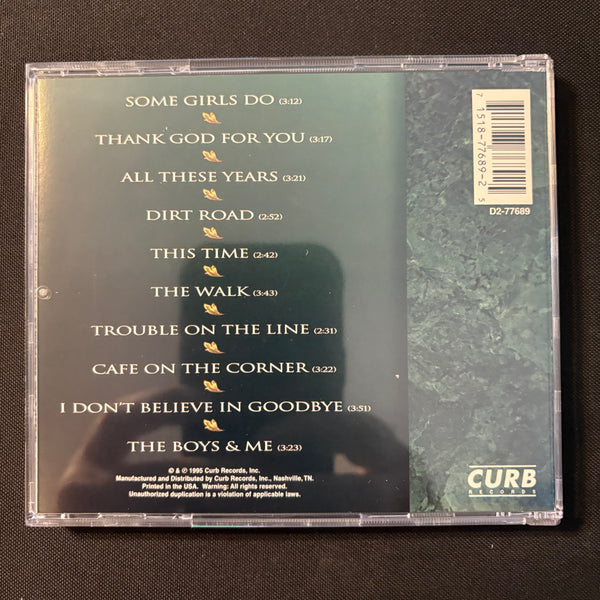 SOME GIRLS DO (3:12)
THANK GOD FOR YOU (3:17)
ALL THESE YEARS (3:21)
DIRT ROAD (2:52)
THIS TIME (2:42)
THE WALK (3:43)
TROUBLE ON THE LINE (2:31)
CAFE ON THE CORNER (3:22)
I DON'T BELIEVE IN GOODBYE (3:51)
THE BOYS & ME (3:23)
© & ℗ 1995 Curb Records, Inc.
Manufactured and Distributed by Curb Records, Inc., Nashville, TN.
Printed in the USA. Warning: All rights reserved.
Unauthorized duplication is a violation of applicable laws.
7 1518-77689-2 5
D2-77689
CURB
RECORDS